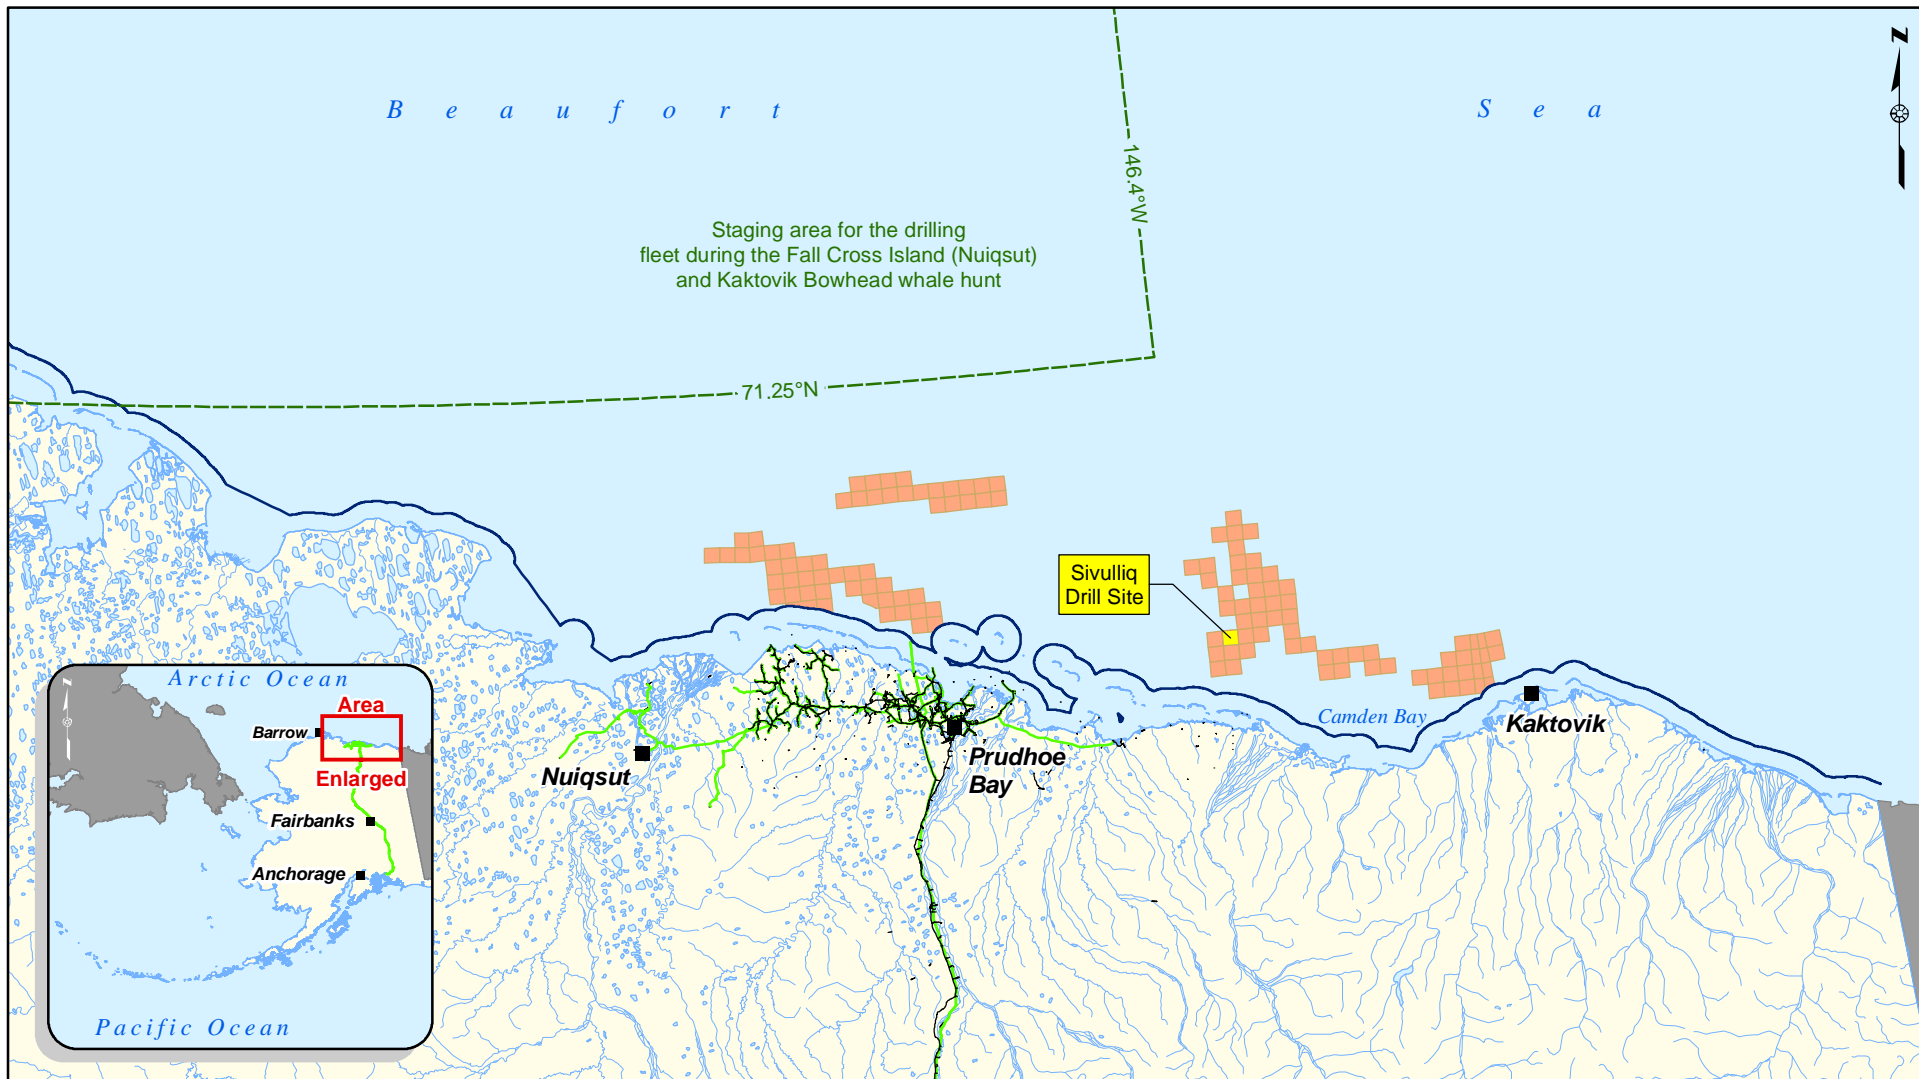 N
Beaufort Sea
146.4°W
Staging area for the drilling
fleet during the Fall Cross Island (Nuiqsut)
and Kaktovik Bowhead whale hunt
71.25°N
Sivulliq
Drill Site
Camden Bay
Kaktovik
Prudhoe
Bay
Nuiqsut
N
Arctic Ocean
Area
Barrow
Enlarged
Fairbanks
Anchorage
Pacific Ocean